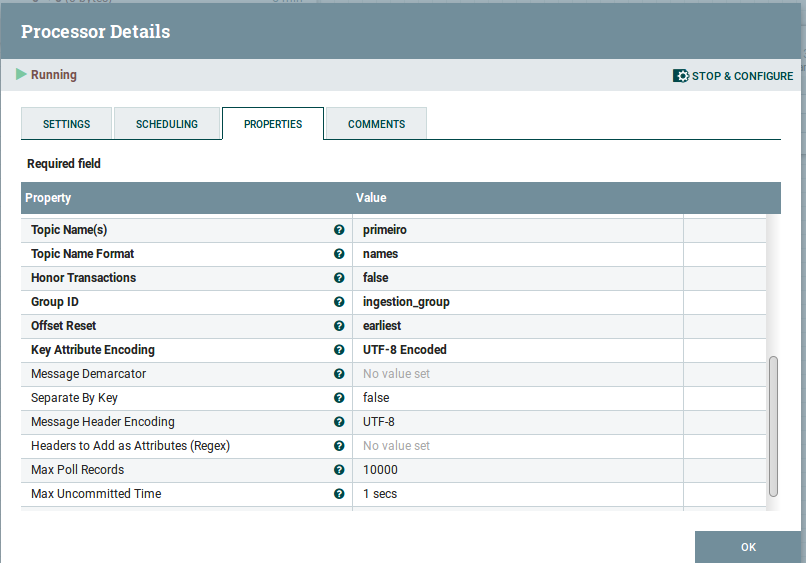 Processor Details
Running
STOP & CONFIGURE
SETTINGS SCHEDULING PROPERTIES COMMENTS
Required field
Property Value
Topic Name(s) primeiro
Topic Name Format names
Honor Transactions false
Group ID ingestion_group
Offset Reset earliest
Key Attribute Encoding UTF-8 Encoded
Message Demarcator No value set
Separate By Key false
Message Header Encoding UTF-8
Headers to Add as Attributes (Regex) No value set
Max Poll Records 10000
Max Uncommitted Time 1 secs
OK